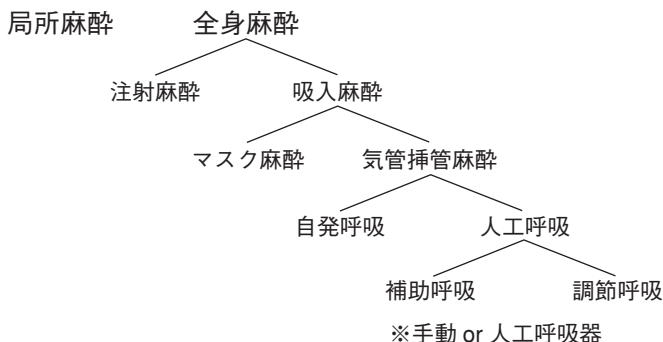 局所麻酔 全身麻酔
注射麻酔 吸入麻酔
マスク麻酔 気管挿管麻酔
自発呼吸 人工呼吸
補助呼吸 調節呼吸
※手動 or 人工呼吸器